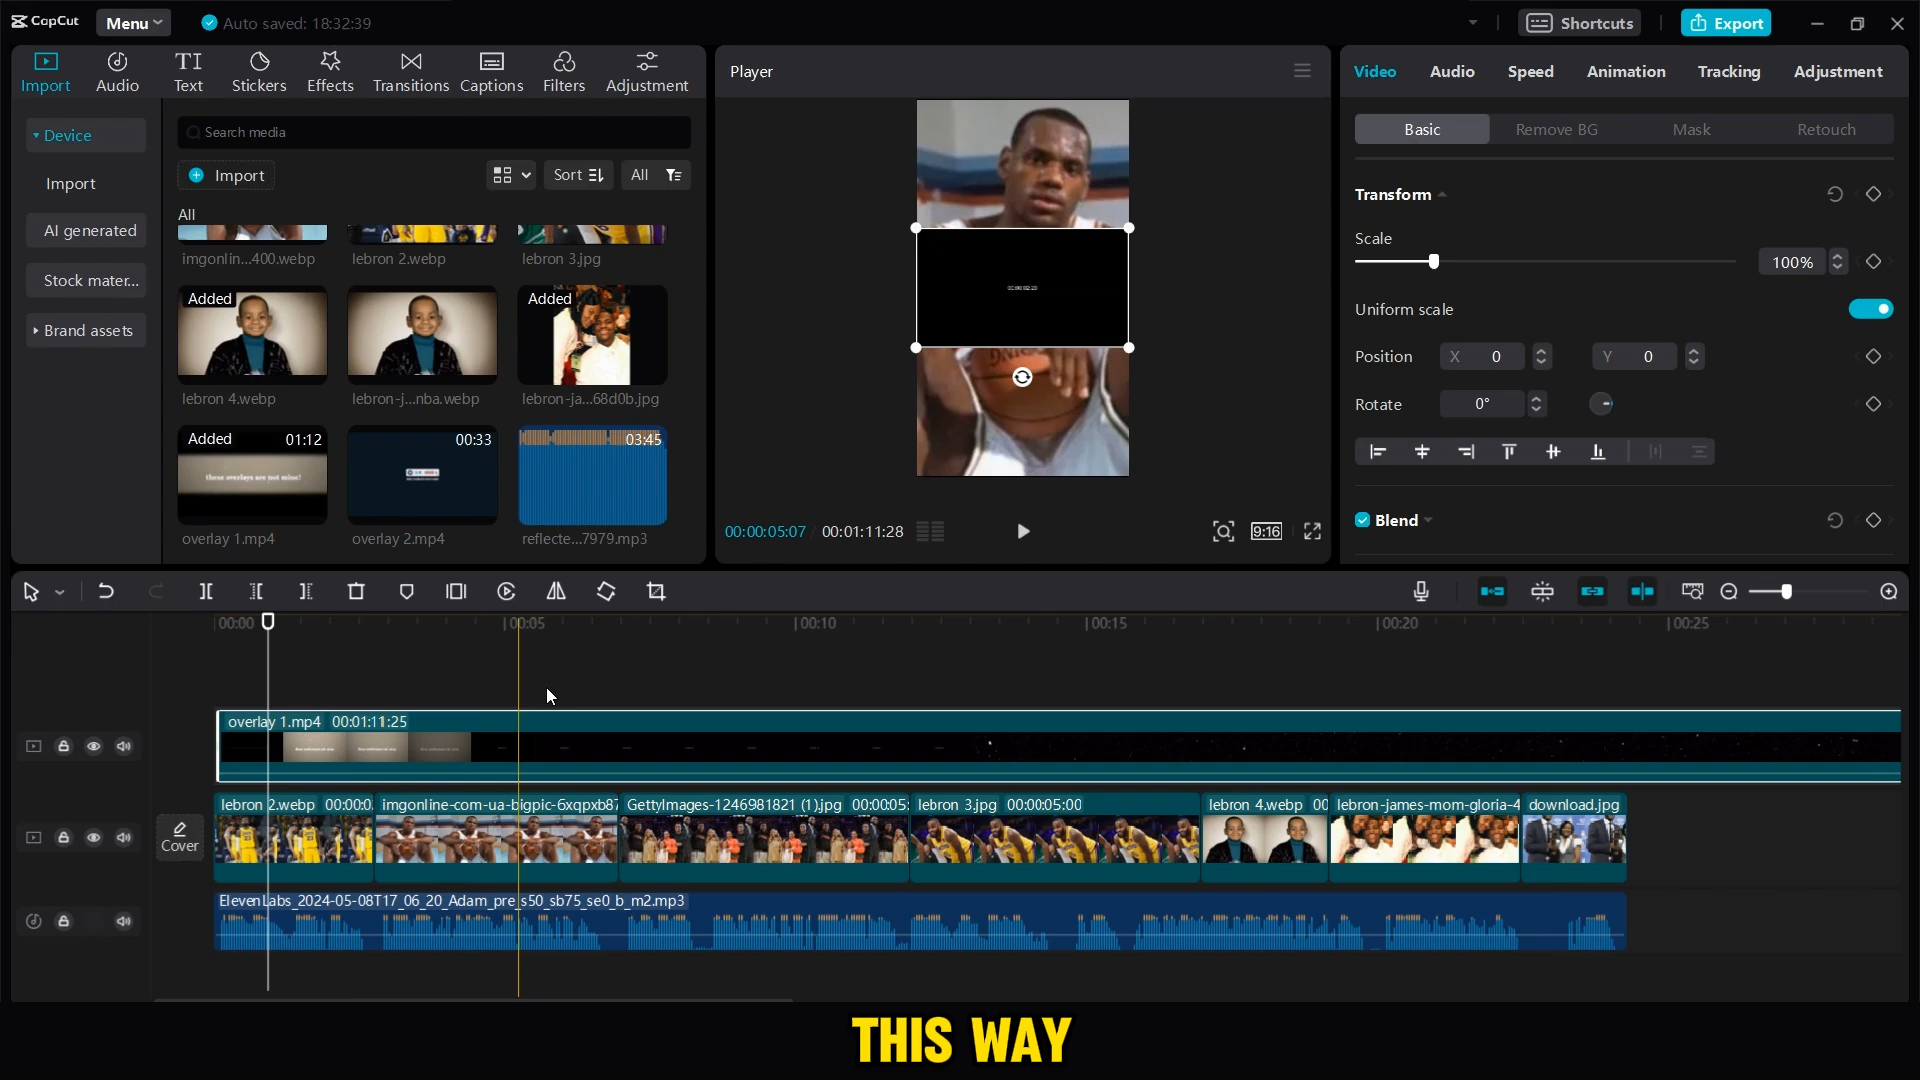 CapCut
Menu
Auto saved: 18:32:39
Shortcuts
Export
Import
Audio
Text
Stickers
Effects
Transitions
Captions
Filters
Adjustment
Device
Import
AI generated
Stock mater...
Brand assets
Search media
Import
Sort
All
All
imgonlin...400.webp
lebron 2.webp
lebron 3.jpg
Added
Added
lebron 4.webp
lebron-j...nba.webp
lebron-ja...68d0b.jpg
Added 01:12
00:33
03:45
these overlays are not mine!
overlay 1.mp4
overlay 2.mp4
reflecte...7979.mp3
Player
00:00:05:07 / 00:01:11:28
9:16
Video
Audio
Speed
Animation
Tracking
Adjustment
Basic
Remove BG
Mask
Retouch
Transform
Scale
100%
Uniform scale
Position X 0 Y 0
Rotate 0°
Blend
00:00
00:05
00:10
00:15
00:20
00:25
overlay 1.mp4 00:01:11:25
Cover
lebron 2.webp 00:00:0
imgonline-com-ua-bigpic-6xqpxb87
GettyImages-1246981821 (1).jpg 00:00:05:
lebron 3.jpg 00:00:05:00
lebron 4.webp 00
lebron-james-mom-gloria-4
download.jpg
ElevenLabs_2024-05-08T17_06_20_Adam_pre_s50_sb75_se0_b_m2.mp3
THIS WAY